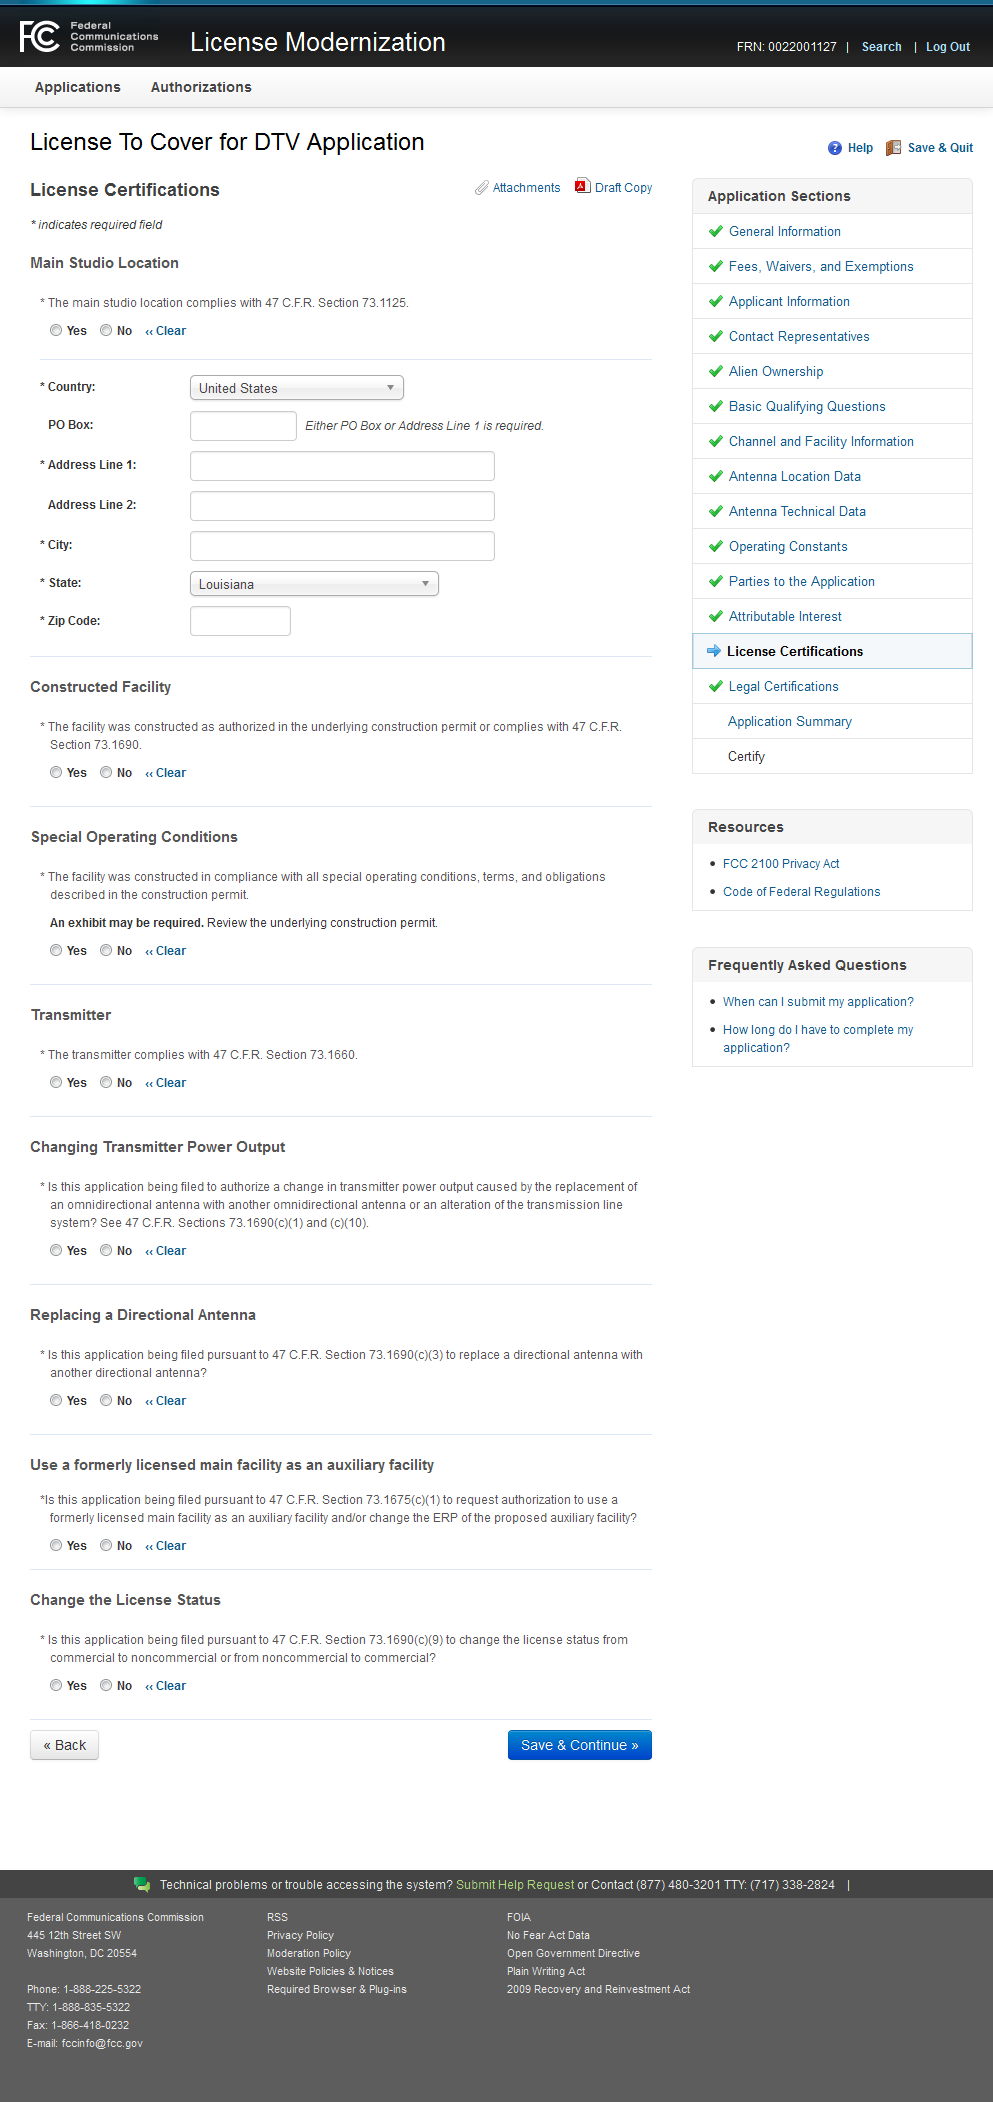 FCC Federal
Communications
Commission
License Modernization
FRN: 0022001127 | Search | Log Out
Applications Authorizations
License To Cover for DTV Application
Help Save & Quit
License Certifications
Attachments Draft Copy
* indicates required field
Main Studio Location
* The main studio location complies with 47 C.F.R. Section 73.1125.
Yes No ‹‹ Clear
* Country: United States
PO Box: Either PO Box or Address Line 1 is required.
* Address Line 1:
Address Line 2:
* City:
* State: Louisiana
* Zip Code:
Constructed Facility
* The facility was constructed as authorized in the underlying construction permit or complies with 47 C.F.R.
Section 73.1690.
Yes No ‹‹ Clear
Special Operating Conditions
* The facility was constructed in compliance with all special operating conditions, terms, and obligations
described in the construction permit.
An exhibit may be required. Review the underlying construction permit.
Yes No ‹‹ Clear
Transmitter
* The transmitter complies with 47 C.F.R. Section 73.1660.
Yes No ‹‹ Clear
Changing Transmitter Power Output
* Is this application being filed to authorize a change in transmitter power output caused by the replacement of
an omnidirectional antenna with another omnidirectional antenna or an alteration of the transmission line
system? See 47 C.F.R. Sections 73.1690(c)(1) and (c)(10).
Yes No ‹‹ Clear
Replacing a Directional Antenna
* Is this application being filed pursuant to 47 C.F.R. Section 73.1690(c)(3) to replace a directional antenna with
another directional antenna?
Yes No ‹‹ Clear
Use a formerly licensed main facility as an auxiliary facility
*Is this application being filed pursuant to 47 C.F.R. Section 73.1675(c)(1) to request authorization to use a
formerly licensed main facility as an auxiliary facility and/or change the ERP of the proposed auxiliary facility?
Yes No ‹‹ Clear
Change the License Status
* Is this application being filed pursuant to 47 C.F.R. Section 73.1690(c)(9) to change the license status from
commercial to noncommercial or from noncommercial to commercial?
Yes No ‹‹ Clear
« Back Save & Continue »
Application Sections
General Information
Fees, Waivers, and Exemptions
Applicant Information
Contact Representatives
Alien Ownership
Basic Qualifying Questions
Channel and Facility Information
Antenna Location Data
Antenna Technical Data
Operating Constants
Parties to the Application
Attributable Interest
License Certifications
Legal Certifications
Application Summary
Certify
Resources
• FCC 2100 Privacy Act
• Code of Federal Regulations
Frequently Asked Questions
• When can I submit my application?
• How long do I have to complete my
application?
Technical problems or trouble accessing the system? Submit Help Request or Contact (877) 480-3201 TTY: (717) 338-2824 |
Federal Communications Commission
445 12th Street SW
Washington, DC 20554
Phone: 1-888-225-5322
TTY: 1-888-835-5322
Fax: 1-866-418-0232
E-mail: fccinfo@fcc.gov
RSS
Privacy Policy
Moderation Policy
Website Policies & Notices
Required Browser & Plug-ins
FOIA
No Fear Act Data
Open Government Directive
Plain Writing Act
2009 Recovery and Reinvestment Act